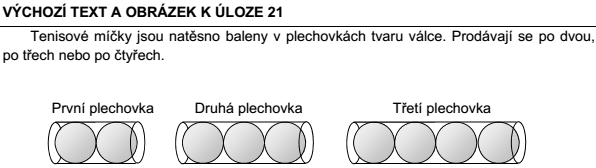 VÝCHOZÍ TEXT A OBRÁZEK K ÚLOZE 21
Tenisové míčky jsou natěsno baleny v plechovkách tvaru válce. Prodávají se po dvou,
po třech nebo po čtyřech.
První plechovka Druhá plechovka Třetí plechovka